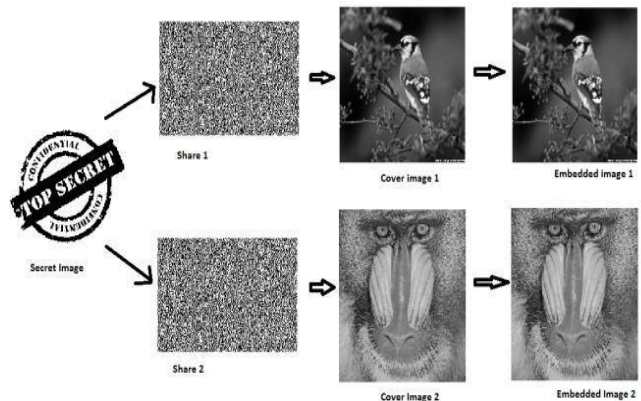 CONFIDENTIAL
TOP SECRET
CONFIDENTIAL
Secret Image
Share 1
Cover image 1
Embedded image 1
Share 2
Cover Image 2
Embedded Image 2